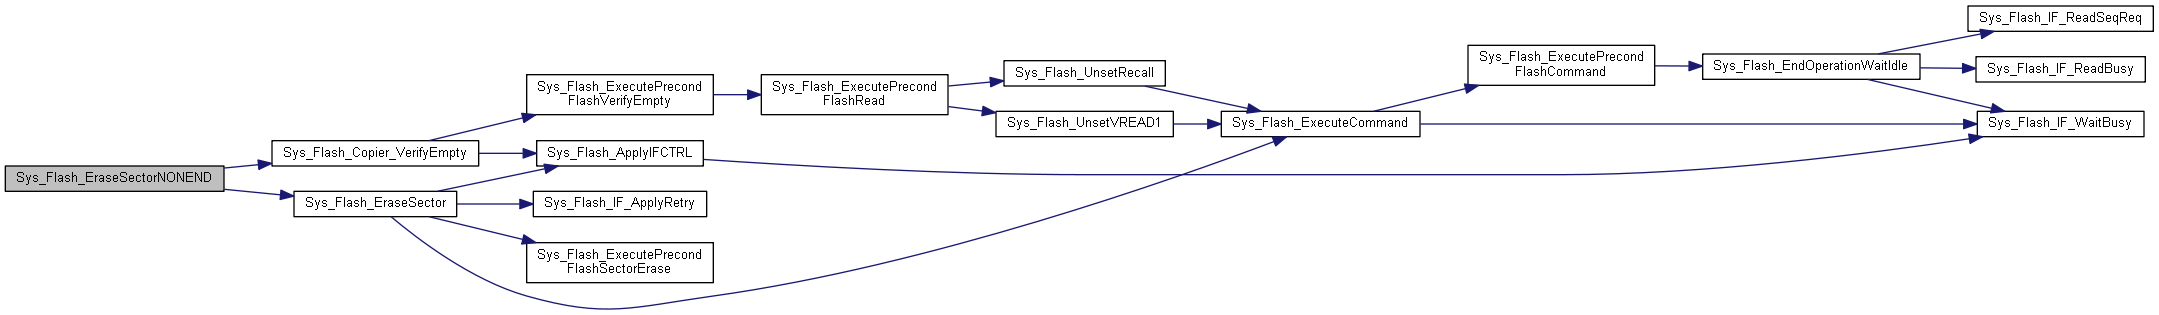 Sys_Flash_EraseSectorNONEND
Sys_Flash_Copier_VerifyEmpty
Sys_Flash_EraseSector
Sys_Flash_ExecutePrecond
FlashVerifyEmpty
Sys_Flash_ApplyIFCTRL
Sys_Flash_IF_ApplyRetry
Sys_Flash_ExecutePrecond
FlashSectorErase
Sys_Flash_ExecutePrecond
FlashRead
Sys_Flash_UnsetRecall
Sys_Flash_UnsetVREAD1
Sys_Flash_ExecuteCommand
Sys_Flash_ExecutePrecond
FlashCommand
Sys_Flash_EndOperationWaitIdle
Sys_Flash_IF_ReadSeqReq
Sys_Flash_IF_ReadBusy
Sys_Flash_IF_WaitBusy